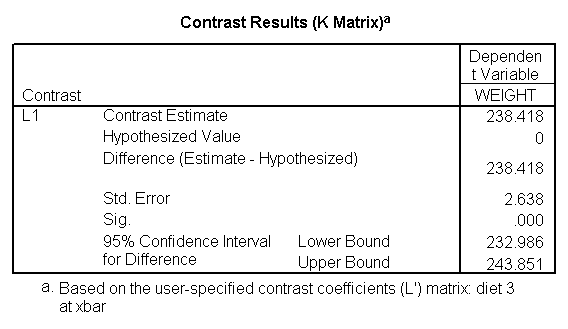 Contrast Results (K Matrix)a
Dependen
t Variable
Contrast WEIGHT
L1 Contrast Estimate 238.418
Hypothesized Value 0
Difference (Estimate - Hypothesized) 238.418
Std. Error 2.638
Sig. .000
95% Confidence Interval Lower Bound 232.986
for Difference Upper Bound 243.851
a. Based on the user-specified contrast coefficients (L') matrix: diet 3
at xbar